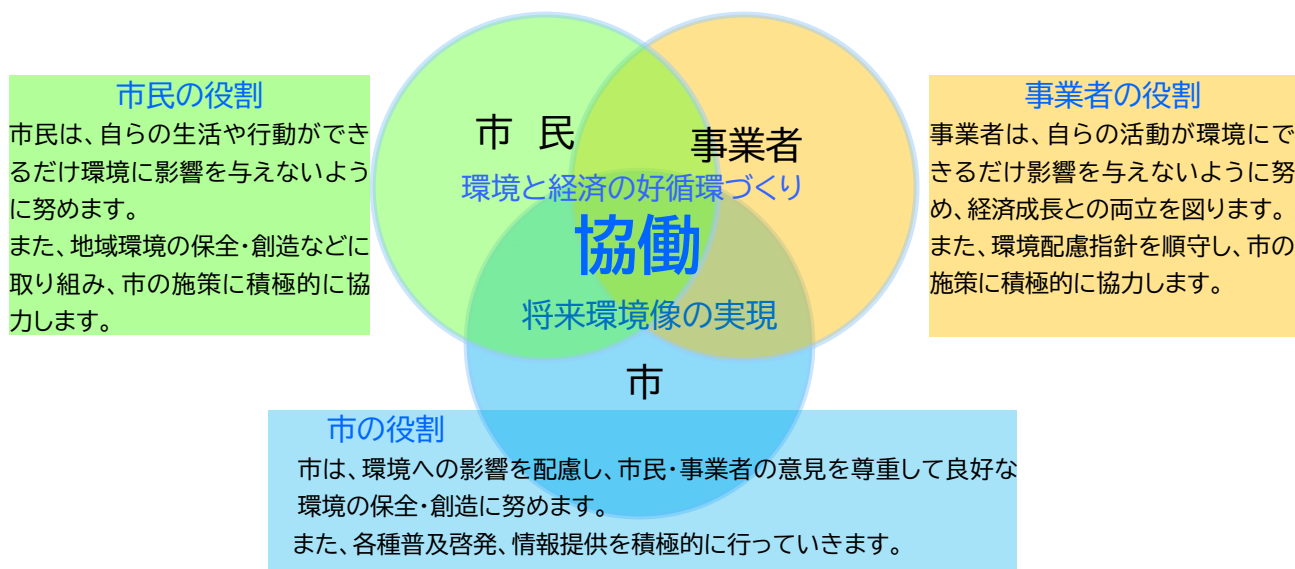 市民の役割
市民は、自らの生活や行動ができ
るだけ環境に影響を与えないよう
に努めます。
また、地域環境の保全・創造などに
取り組み、市の施策に積極的に協
力します。
市 民
事業者
環境と経済の好循環づくり
協働
将来環境像の実現
市
事業者の役割
事業者は、自らの活動が環境にで
きるだけ影響を与えないように努
め、経済成長との両立を図ります。
また、環境配慮指針を順守し、市の
施策に積極的に協力します。
市の役割
市は、環境への影響を配慮し、市民・事業者の意見を尊重して良好な
環境の保全・創造に努めます。
また、各種普及啓発、情報提供を積極的に行っていきます。